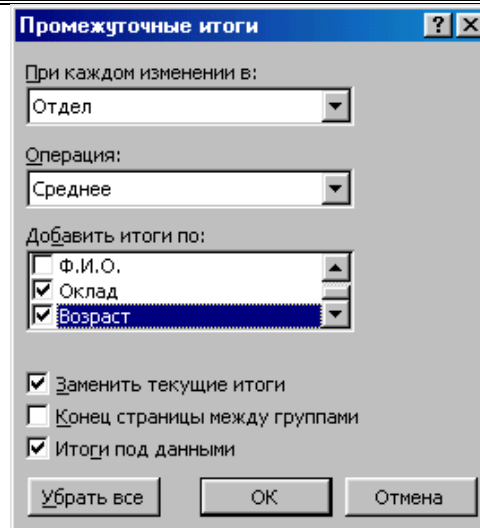 Промежуточные итоги
При каждом изменении в:
Отдел
Операция:
Среднее
Добавить итоги по:
Ф.И.О.
Оклад
Возраст
Заменить текущие итоги
Конец страницы между группами
Итоги под данными
Убрать все ОК Отмена